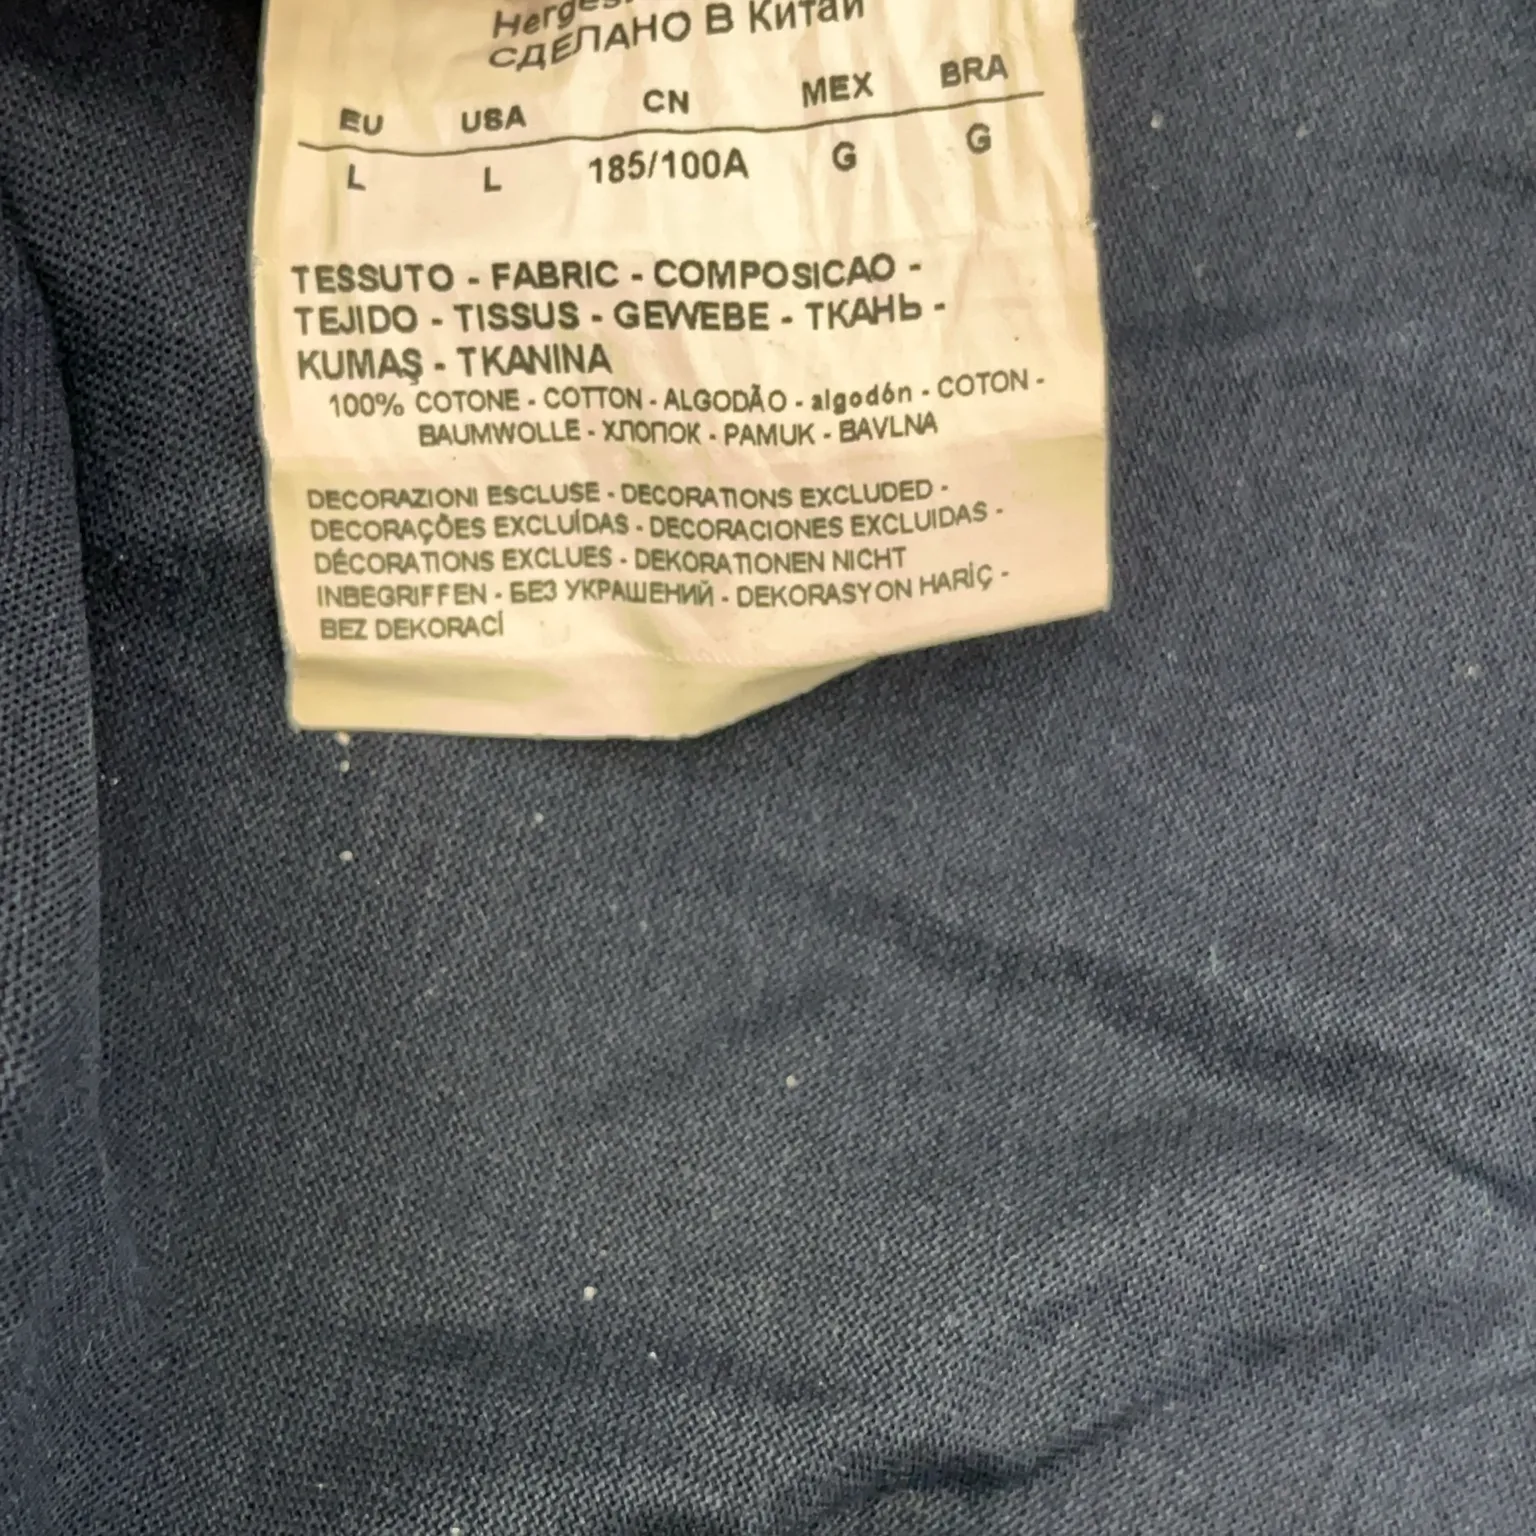 СДЕЛАНО В Китай
EU USA CN MEX BRA
L L 185/100A G G
TESSUTO - FABRIC - COMPOSICAO -
TEJIDO - TISSUS - GEWEBE - ТКАНЬ -
KUMAŞ - TKANINA
100% COTONE - COTTON - ALGODÃO - algodón - COTON -
BAUMWOLLE - ХЛОПОК - PAMUK - BAVLNA
DECORAZIONI ESCLUSE - DECORATIONS EXCLUDED -
DECORAÇÕES EXCLUÍDAS - DECORACIONES EXCLUIDAS -
DÉCORATIONS EXCLUES - DEKORATIONEN NICHT
INBEGRIFFEN - БЕЗ УКРАШЕНИЙ - DEKORASYON HARİÇ -
BEZ DEKORACÍ